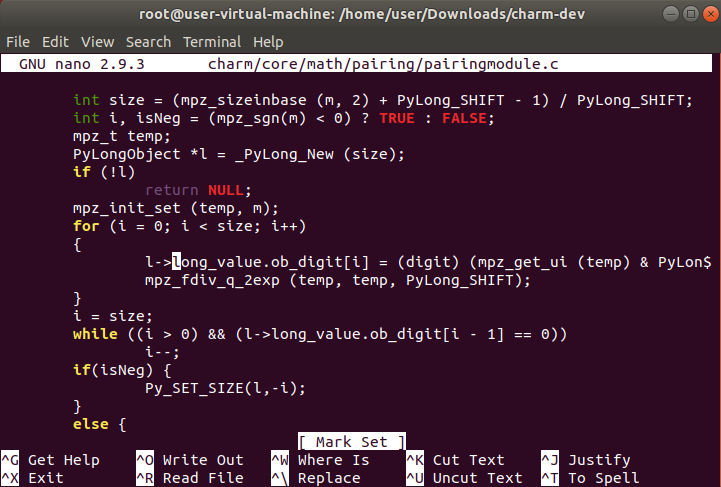 root@user-virtual-machine: /home/user/Downloads/charm-dev
File Edit View Search Terminal Help
GNU nano 2.9.3 charm/core/math/pairing/pairingmodule.c
int size = (mpz_sizeinbase (m, 2) + PyLong_SHIFT - 1) / PyLong_SHIFT;
int i, isNeg = (mpz_sgn(m) < 0) ? TRUE : FALSE;
mpz_t temp;
PyLongObject *l = _PyLong_New (size);
if (!l)
return NULL;
mpz_init_set (temp, m);
for (i = 0; i < size; i++)
{
l->long_value.ob_digit[i] = (digit) (mpz_get_ui (temp) & PyLon$
mpz_fdiv_q_2exp (temp, temp, PyLong_SHIFT);
}
i = size;
while ((i > 0) && (l->long_value.ob_digit[i - 1] == 0))
i--;
if(isNeg) {
Py_SET_SIZE(l,-i);
}
else {
[ Mark Set ]
^G Get Help ^O Write Out ^W Where Is ^K Cut Text ^J Justify
^X Exit ^R Read File ^\ Replace ^U Uncut Text ^T To Spell